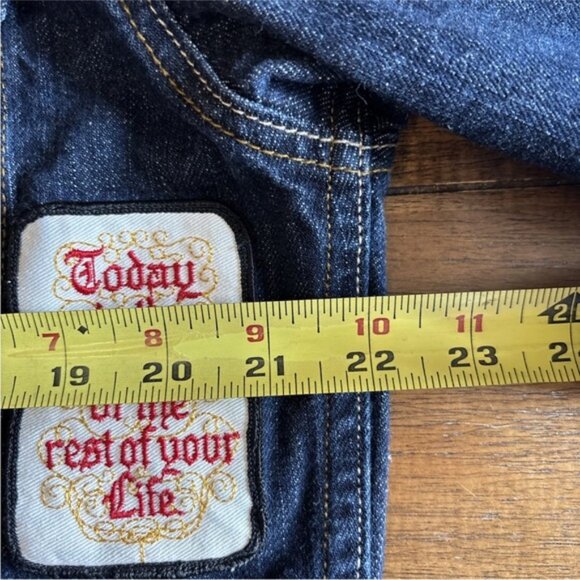 Today
7 8 9 10 11
19 20 21 22 23
of the
rest of your
Life.